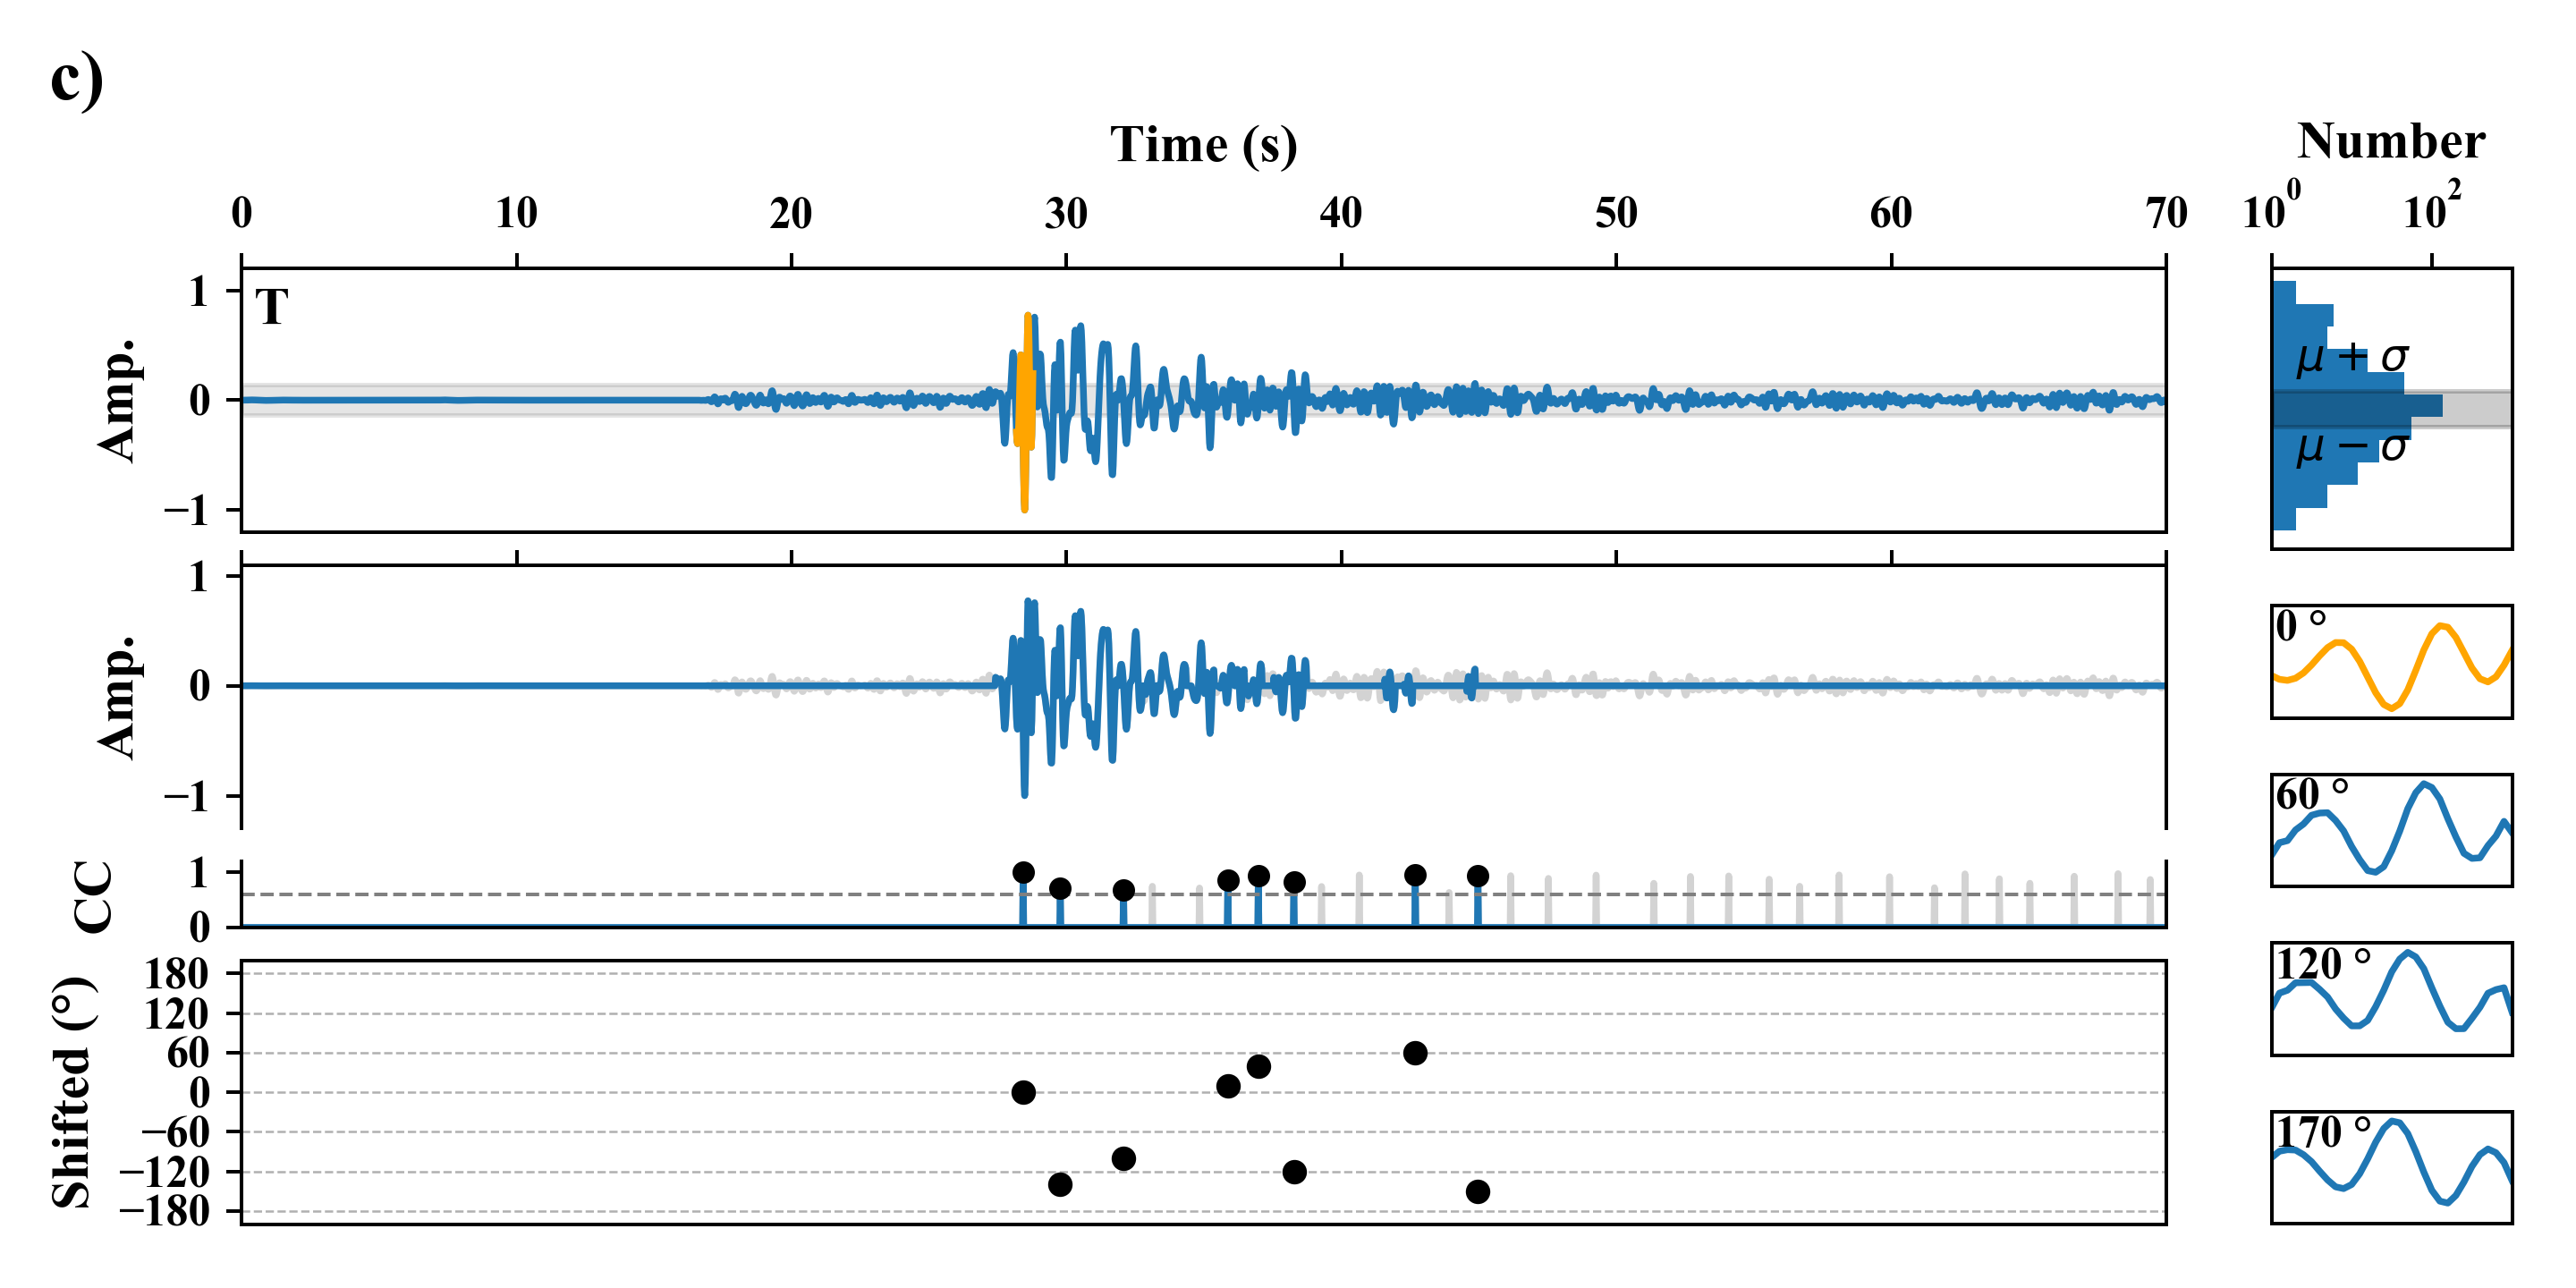 c)
Time (s)
Number
0 10 20 30 40 50 60 70
10^0 10^2
T
Amp.
1
0
−1
μ + σ
μ − σ
Amp.
1
0
−1
0 °
60 °
CC
1
0
120 °
Shifted (°)
180
120
60
0
−60
−120
−180
170 °